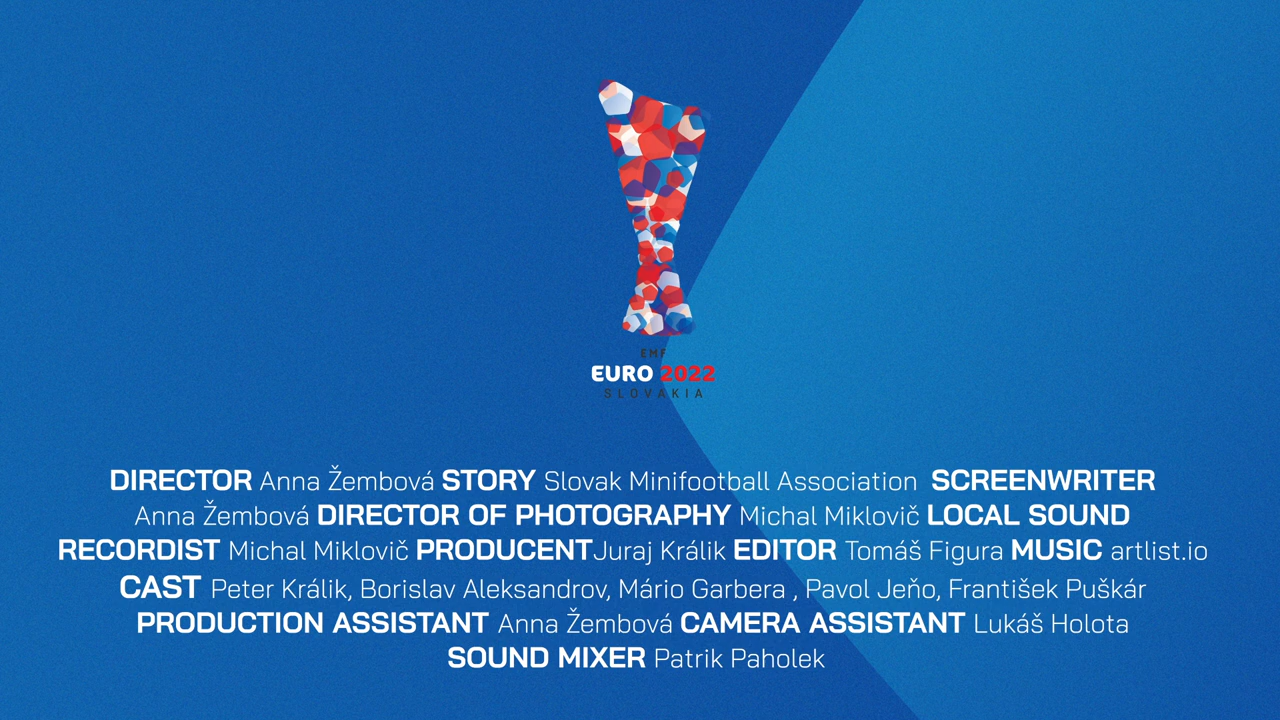 EMF
EURO 2022
SLOVAKIA
DIRECTOR Anna Žembová STORY Slovak Minifootball Association SCREENWRITER
Anna Žembová DIRECTOR OF PHOTOGRAPHY Michal Miklovič LOCAL SOUND
RECORDIST Michal Miklovič PRODUCENTJuraj Králik EDITOR Tomáš Figura MUSIC artlist.io
CAST Peter Králik, Borislav Aleksandrov, Mário Garbera , Pavol Jeňo, František Puškár
PRODUCTION ASSISTANT Anna Žembová CAMERA ASSISTANT Lukáš Holota
SOUND MIXER Patrik Paholek